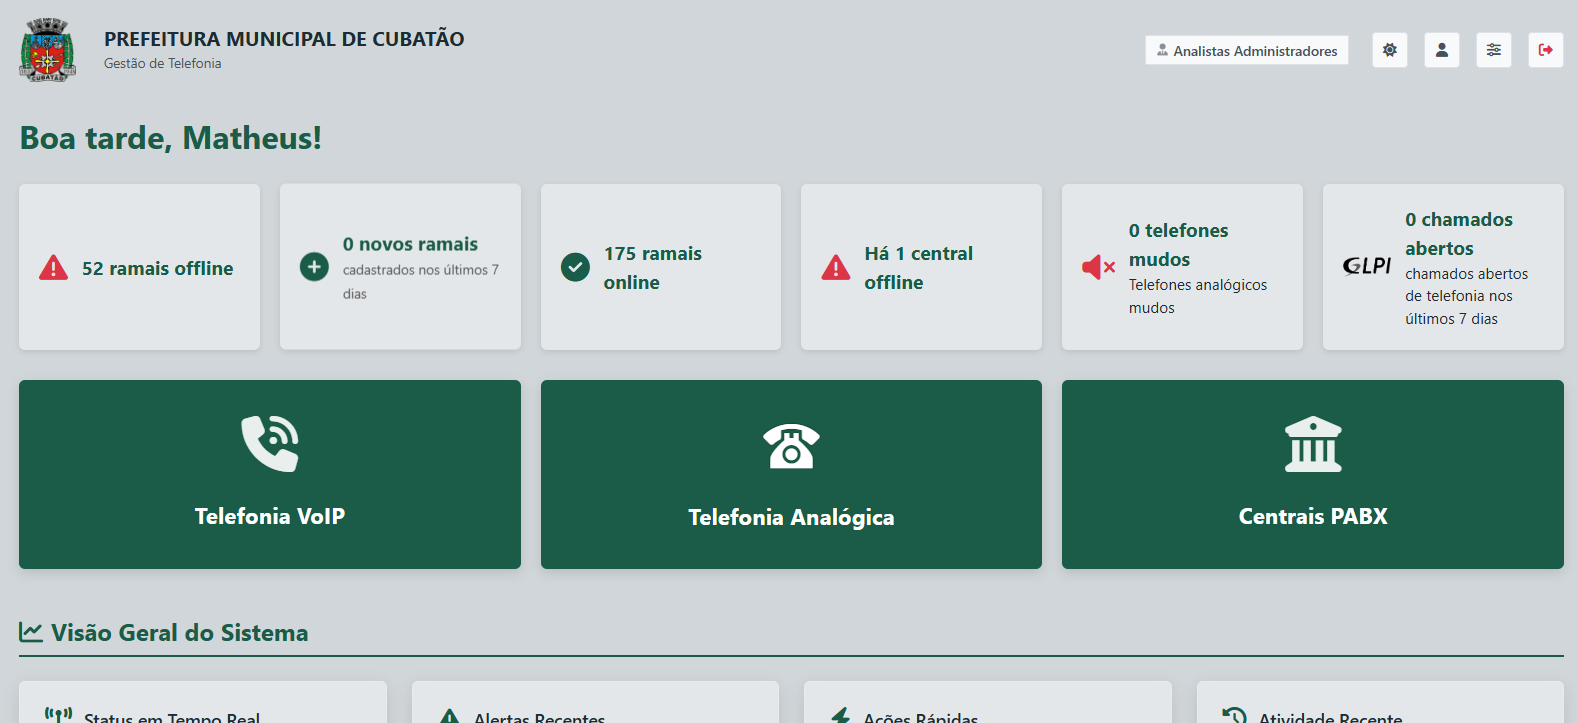 PREFEITURA MUNICIPAL DE CUBATÃO
Gestão de Telefonia
CUBATÃO
Analistas Administradores
Boa tarde, Matheus!
52 ramais offline
0 novos ramais
cadastrados nos últimos 7
dias
175 ramais
online
Há 1 central
offline
0 telefones
mudos
Telefones analógicos
mudos
GLPI
0 chamados
abertos
chamados abertos
de telefonia nos
últimos 7 dias
Telefonia VoIP
Telefonia Analógica
Centrais PABX
Visão Geral do Sistema
Status em Tempo Real
Alertas Recentes
Ações Rápidas
Atividade Recente